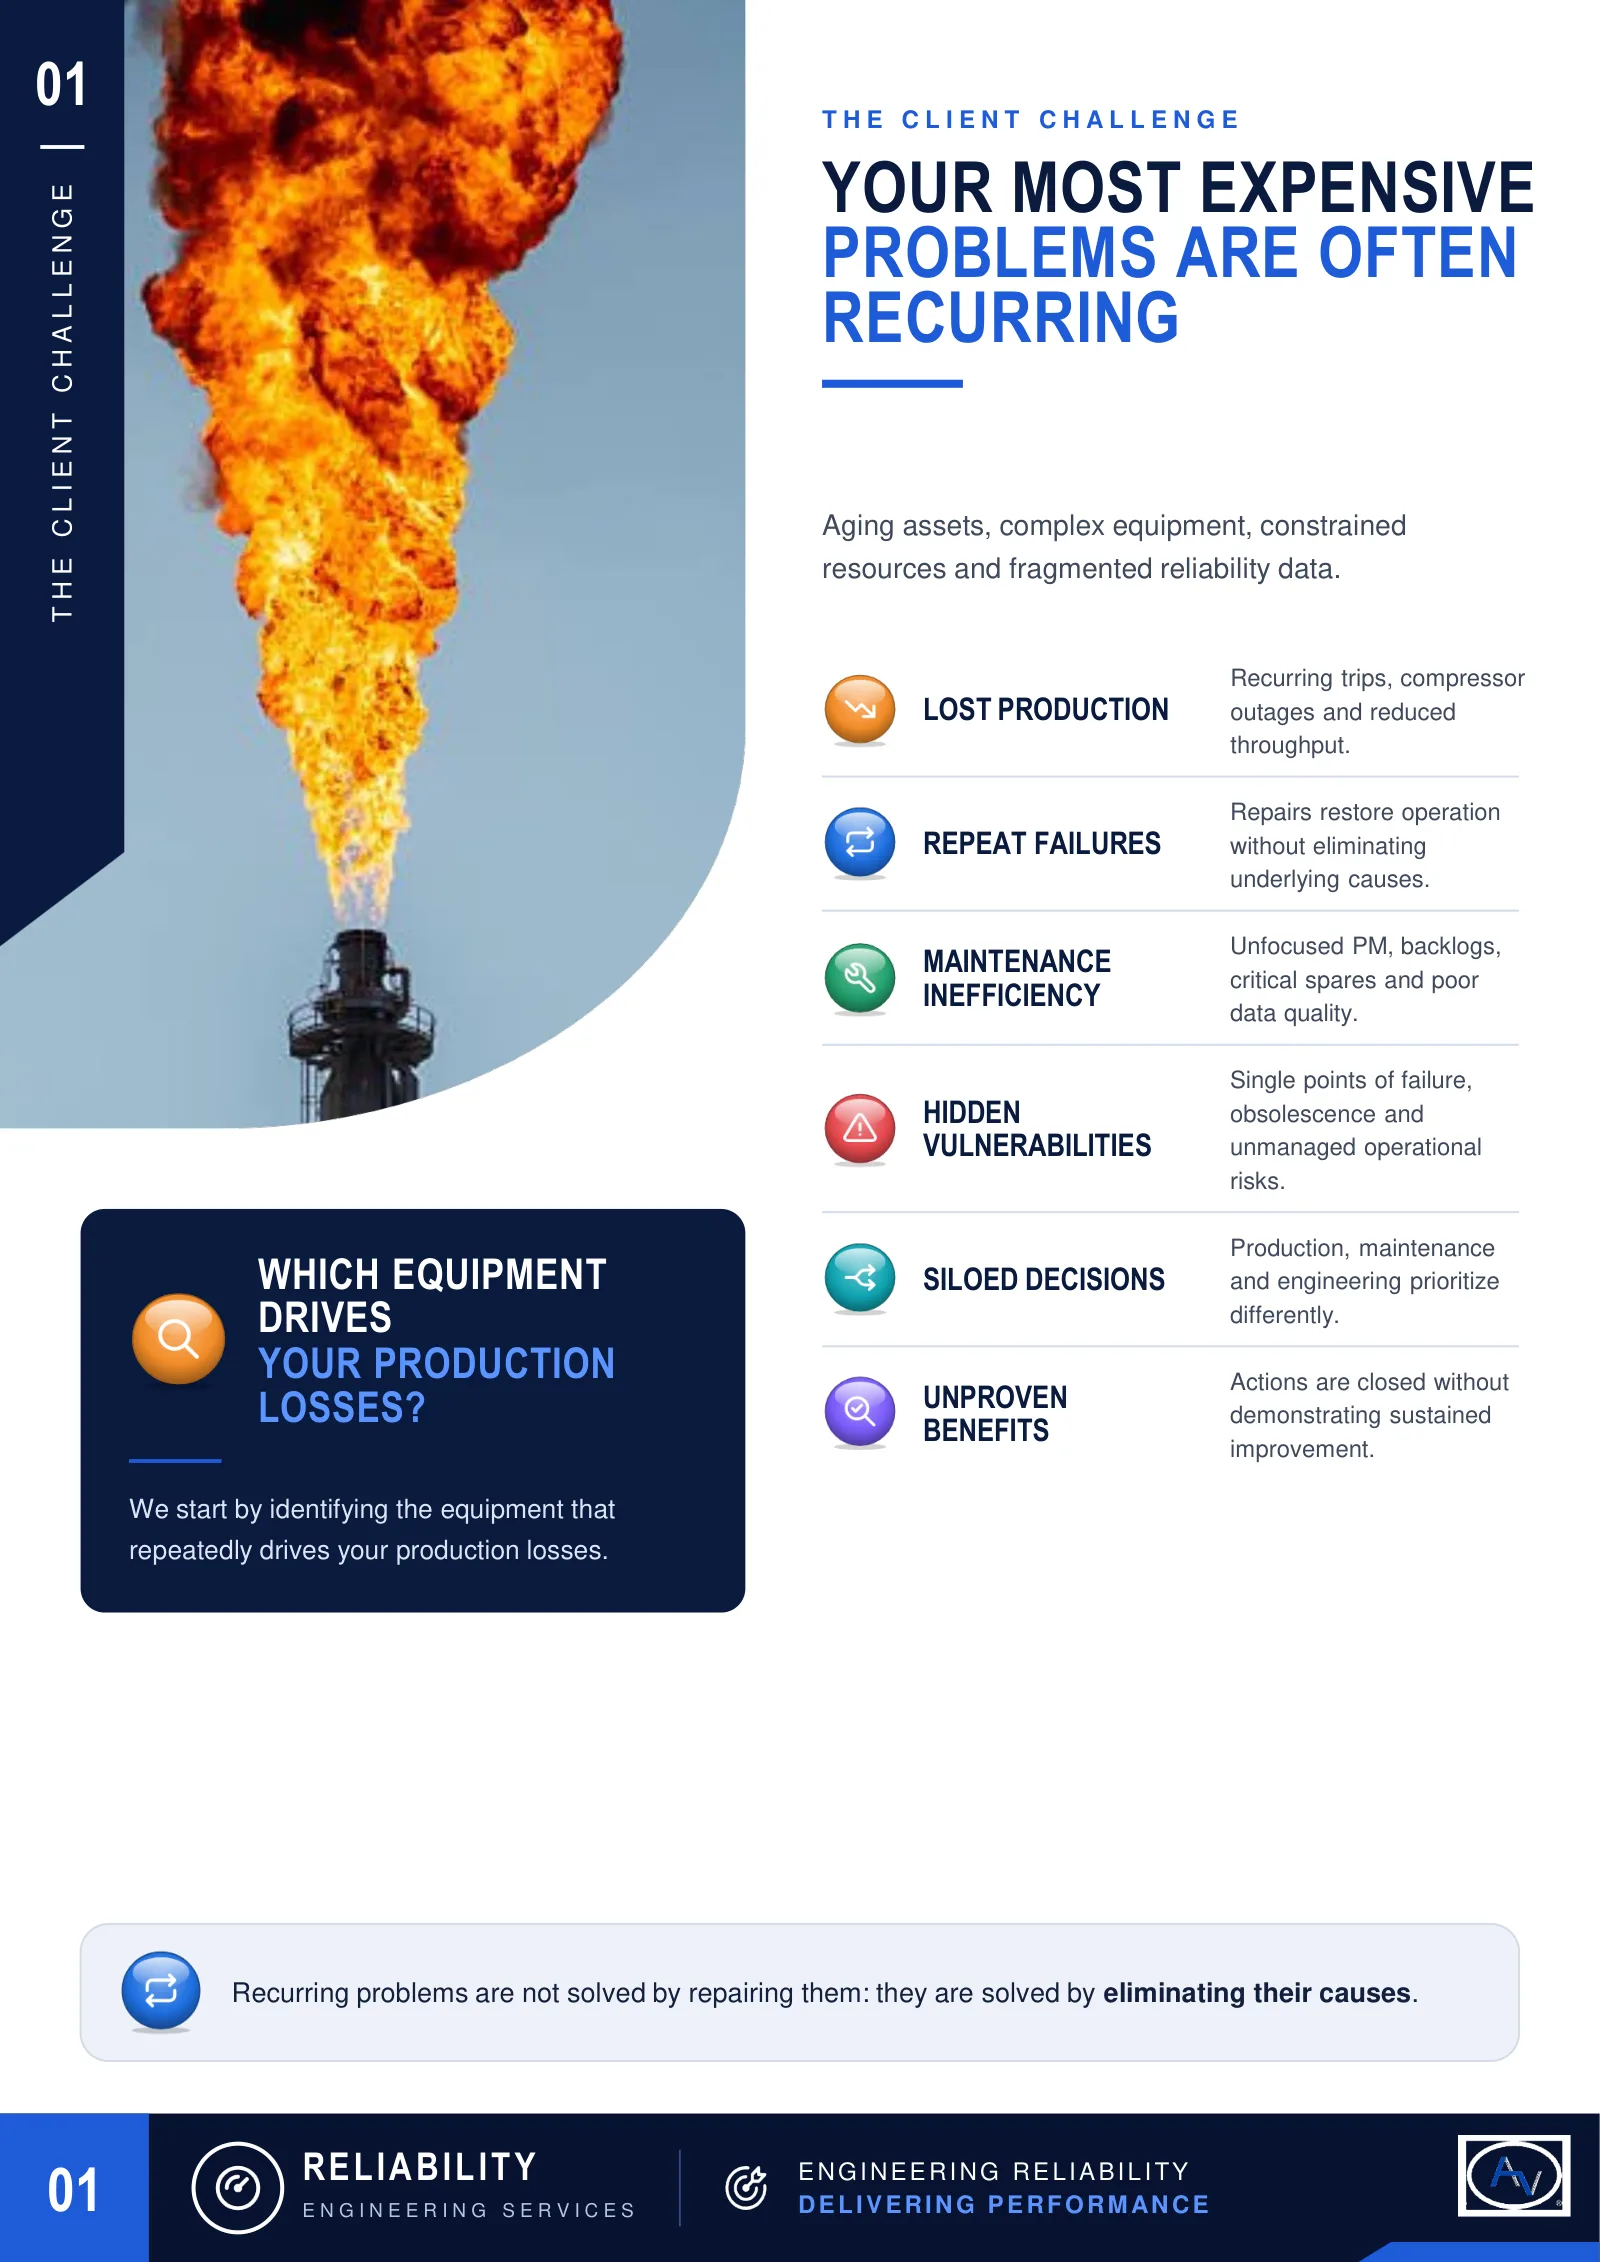 01
THE CLIENT CHALLENGE
THE CLIENT CHALLENGE
YOUR MOST EXPENSIVE
PROBLEMS ARE OFTEN
RECURRING
Aging assets, complex equipment, constrained
resources and fragmented reliability data.
LOST PRODUCTION
Recurring trips, compressor
outages and reduced
throughput.
REPEAT FAILURES
Repairs restore operation
without eliminating
underlying causes.
MAINTENANCE
INEFFICIENCY
Unfocused PM, backlogs,
critical spares and poor
data quality.
HIDDEN
VULNERABILITIES
Single points of failure,
obsolescence and
unmanaged operational
risks.
SILOED DECISIONS
Production, maintenance
and engineering prioritize
differently.
UNPROVEN
BENEFITS
Actions are closed without
demonstrating sustained
improvement.
WHICH EQUIPMENT
DRIVES
YOUR PRODUCTION
LOSSES?
We start by identifying the equipment that
repeatedly drives your production losses.
Recurring problems are not solved by repairing them: they are solved by eliminating their causes.
01
RELIABILITY
ENGINEERING SERVICES
ENGINEERING RELIABILITY
DELIVERING PERFORMANCE
AV
®